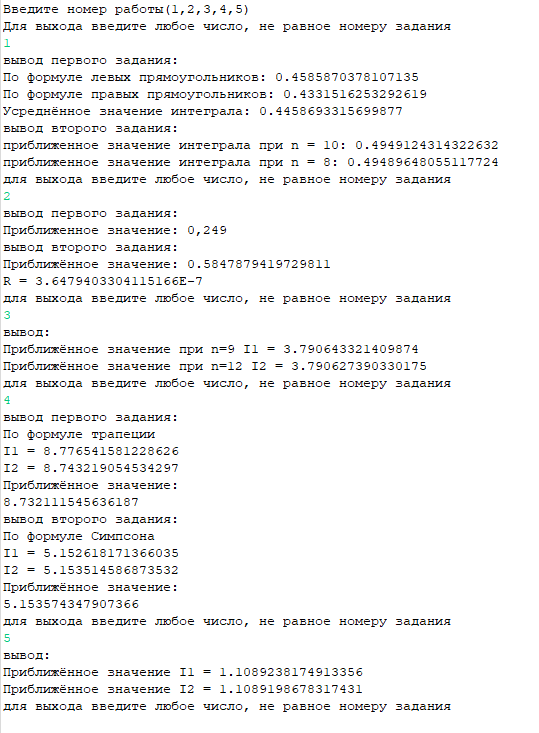 Введите номер работы(1,2,3,4,5)
Для выхода введите любое число, не равное номеру задания
1
вывод первого задания:
По формуле левых прямоугольников: 0.4585870378107135
По формуле правых прямоугольников: 0.4331516253292619
Усреднённое значение интеграла: 0.4458693315699877
вывод второго задания:
приближенное значение интеграла при n = 10: 0.4949124314322632
приближенное значение интеграла при n = 8: 0.49489648055117724
для выхода введите любое число, не равное номеру задания
2
вывод первого задания:
Приближенное значение: 0,249
вывод второго задания:
Приближённое значение: 0.5847879419729811
R = 3.6479403304115166E-7
для выхода введите любое число, не равное номеру задания
3
вывод:
Приближённое значение при n=9 I1 = 3.790643321409874
Приближённое значение при n=12 I2 = 3.790627390330175
для выхода введите любое число, не равное номеру задания
4
вывод первого задания:
По формуле трапеции
I1 = 8.776541581228626
I2 = 8.743219054534297
Приближённое значение:
8.732111545636187
вывод второго задания:
По формуле Симпсона
I1 = 5.152618171366035
I2 = 5.153514586873532
Приближённое значение:
5.153574347907366
для выхода введите любое число, не равное номеру задания
5
вывод:
Приближённое значение I1 = 1.1089238174913356
Приближённое значение I2 = 1.1089198678317431
для выхода введите любое число, не равное номеру задания